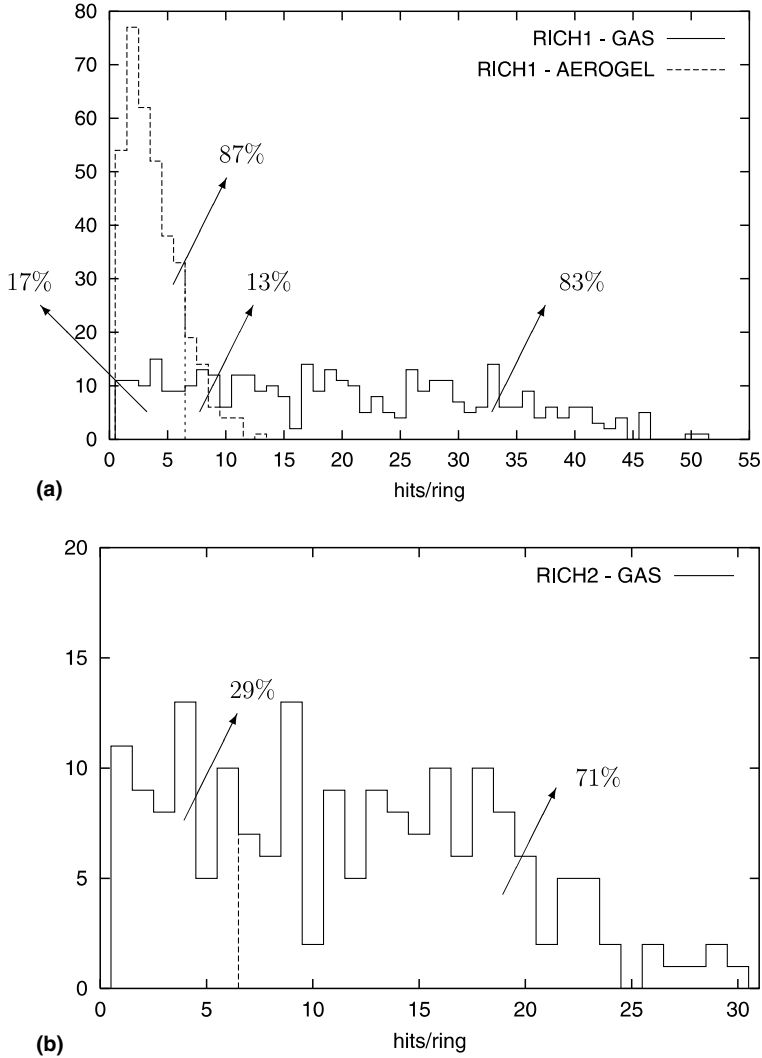 80
70
60
50
40
30
20
10
0
RICH1 - GAS
RICH1 - AEROGEL
87%
17%
13%
83%
0 5 10 15 20 25 30 35 40 45 50 55
hits/ring
(a)
20
15
10
5
0
RICH2 - GAS
29%
71%
0 5 10 15 20 25 30
hits/ring
(b)